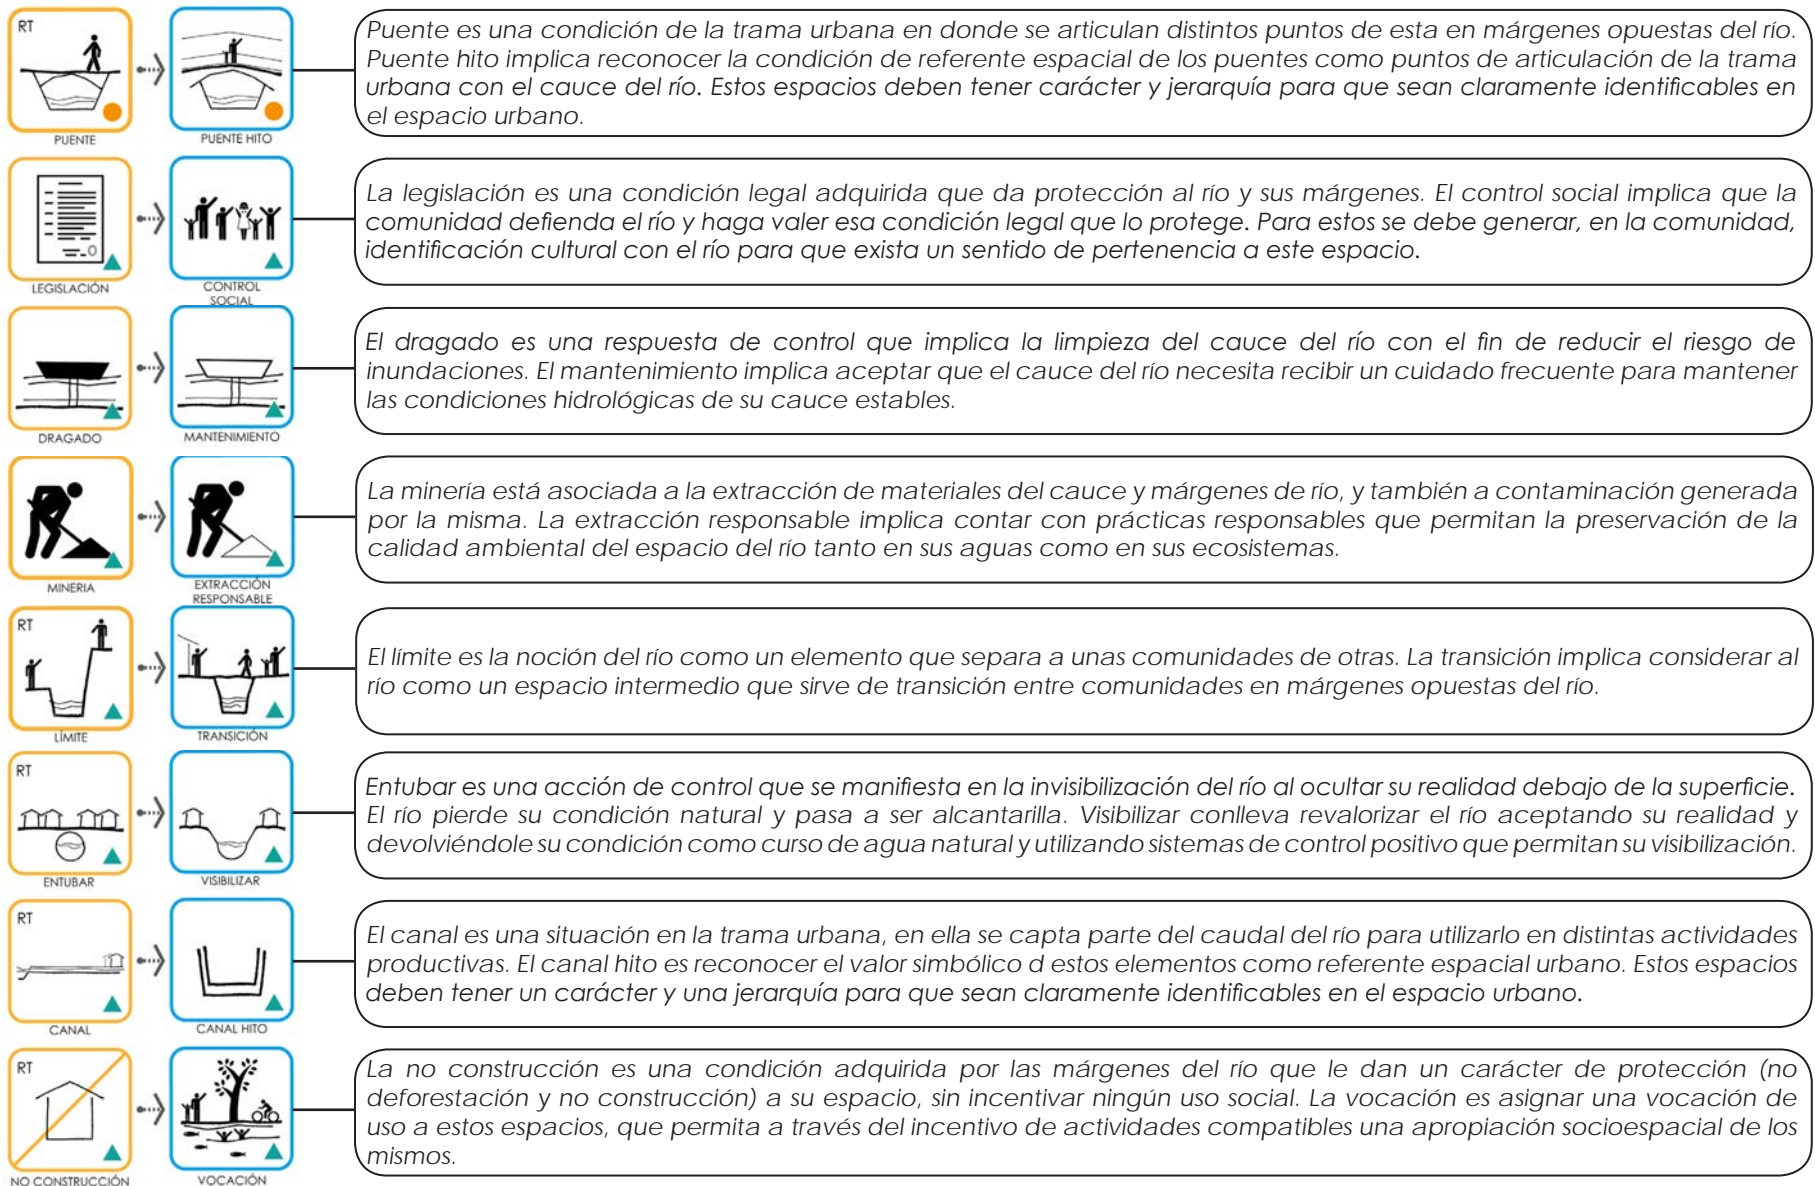 RT
PUENTE
PUENTE HITO
Puente es una condición de la trama urbana en donde se articulan distintos puntos de esta en márgenes opuestas del río.
Puente hito implica reconocer la condición de referente espacial de los puentes como puntos de articulación de la trama
urbana con el cauce del río. Estos espacios deben tener carácter y jerarquía para que sean claramente identificables en
el espacio urbano.
LEGISLACIÓN
CONTROL
SOCIAL
La legislación es una condición legal adquirida que da protección al río y sus márgenes. El control social implica que la
comunidad defienda el río y haga valer esa condición legal que lo protege. Para estos se debe generar, en la comunidad,
identificación cultural con el río para que exista un sentido de pertenencia a este espacio.
DRAGADO
MANTENIMIENTO
El dragado es una respuesta de control que implica la limpieza del cauce del río con el fin de reducir el riesgo de
inundaciones. El mantenimiento implica aceptar que el cauce del río necesita recibir un cuidado frecuente para mantener
las condiciones hidrológicas de su cauce estables.
MINERIA
EXTRACCIÓN
RESPONSABLE
La minería está asociada a la extracción de materiales del cauce y márgenes de río, y también a contaminación generada
por la misma. La extracción responsable implica contar con prácticas responsables que permitan la preservación de la
calidad ambiental del espacio del río tanto en sus aguas como en sus ecosistemas.
RT
LÍMITE
TRANSICIÓN
El límite es la noción del río como un elemento que separa a unas comunidades de otras. La transición implica considerar al
río como un espacio intermedio que sirve de transición entre comunidades en márgenes opuestas del río.
RT
ENTUBAR
VISIBILIZAR
Entubar es una acción de control que se manifiesta en la invisibilización del río al ocultar su realidad debajo de la superficie.
El río pierde su condición natural y pasa a ser alcantarilla. Visibilizar conlleva revalorizar el río aceptando su realidad y
devolviéndole su condición como curso de agua natural y utilizando sistemas de control positivo que permitan su visibilización.
RT
CANAL
CANAL HITO
El canal es una situación en la trama urbana, en ella se capta parte del caudal del río para utilizarlo en distintas actividades
productivas. El canal hito es reconocer el valor simbólico d estos elementos como referente espacial urbano. Estos espacios
deben tener un carácter y una jerarquía para que sean claramente identificables en el espacio urbano.
RT
NO CONSTRUCCIÓN
VOCACIÓN
La no construcción es una condición adquirida por las márgenes del río que le dan un carácter de protección (no
deforestación y no construcción) a su espacio, sin incentivar ningún uso social. La vocación es asignar una vocación de
uso a estos espacios, que permita a través del incentivo de actividades compatibles una apropiación socioespacial de los
mismos.